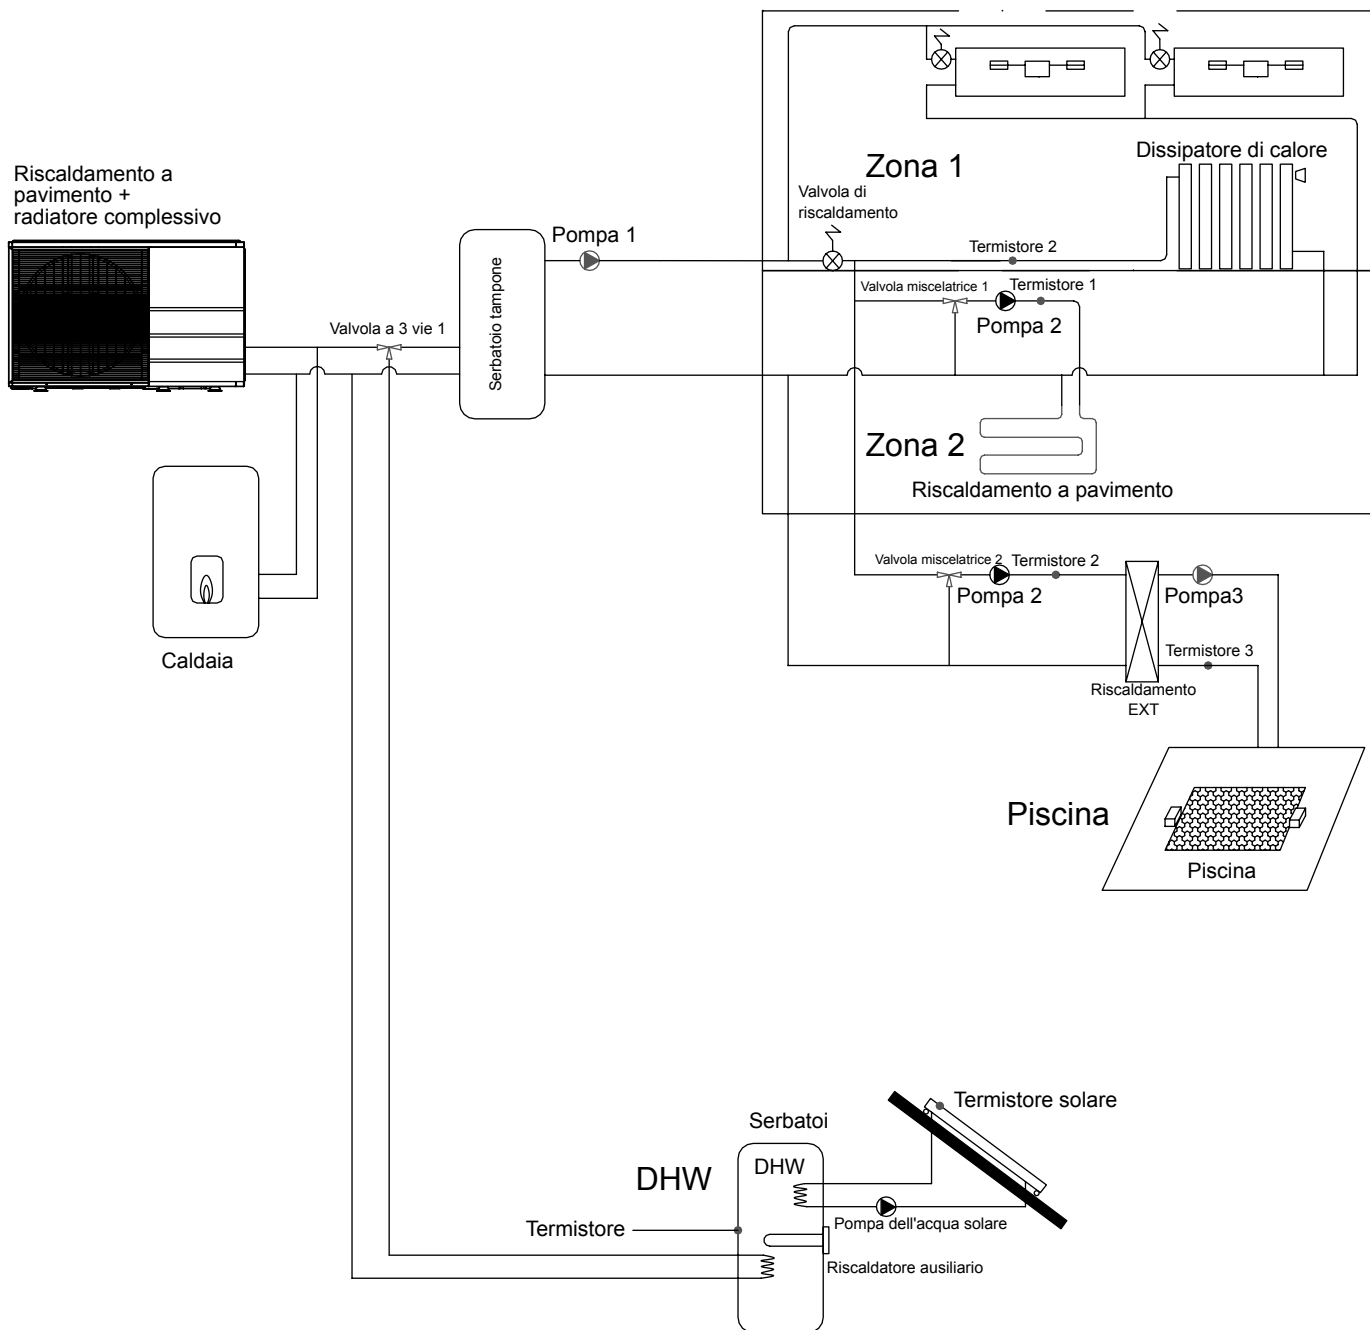 Riscaldamento a
pavimento +
radiatore complessivo
Zona 1
Dissipatore di calore
Valvola di
riscaldamento
Pompa 1
Termistore 2
Valvola miscelatrice 1
Termistore 1
Pompa 2
Valvola a 3 vie 1
Serbatoio tampone
Zona 2
Riscaldamento a pavimento
Valvola miscelatrice 2
Termistore 2
Pompa 2
Pompa3
Caldaia
Termistore 3
Riscaldamento
EXT
Piscina
Piscina
Termistore solare
Serbatoi
DHW
DHW
Termistore
Pompa dell'acqua solare
Riscaldatore ausiliario